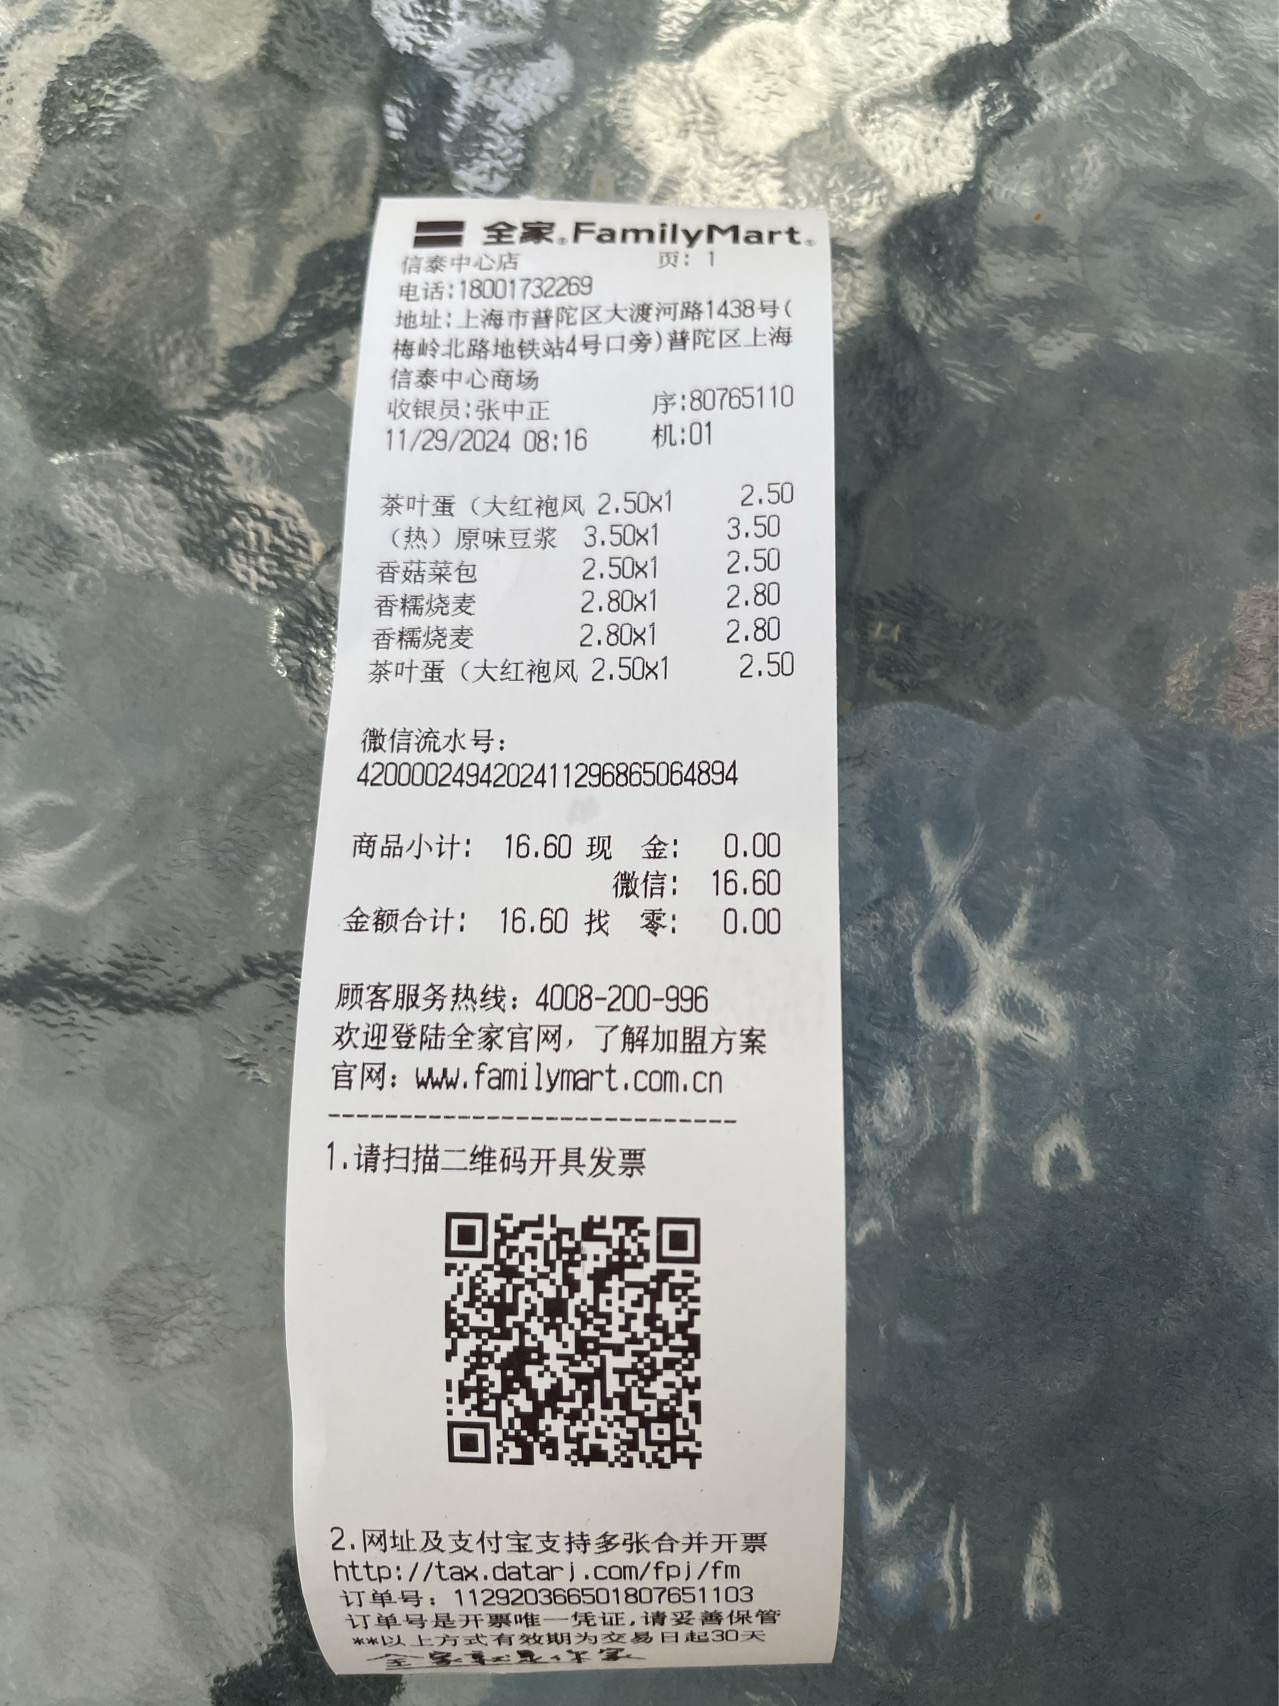 全家 FamilyMart
信泰中心店 页: 1
电话:18001732269
地址:上海市普陀区大渡河路1438号(
梅岭北路地铁站4号口旁)普陀区上海
信泰中心商场
收银员:张中正 序:80765110
11/29/2024 08:16 机:01
茶叶蛋（大红袍风 2.50x1 2.50
（热）原味豆浆 3.50x1 3.50
香菇菜包 2.50x1 2.50
香糯烧麦 2.80x1 2.80
香糯烧麦 2.80x1 2.80
茶叶蛋（大红袍风 2.50x1 2.50
微信流水号:
4200002494202411296865064894
商品小计: 16.60 现 金: 0.00
微信: 16.60
金额合计: 16.60 找 零: 0.00
顾客服务热线: 4008-200-996
欢迎登陆全家官网，了解加盟方案
官网: www.familymart.com.cn
----------------------------
1.请扫描二维码开具发票
2.网址及支付宝支持多张合并开票
http://tax.datarj.com/fpj/fm
订单号: 1129203665018076511​03
订单号是开票唯一凭证,请妥善保管
**以上方式有效期为交易日起30天
全家就是你家